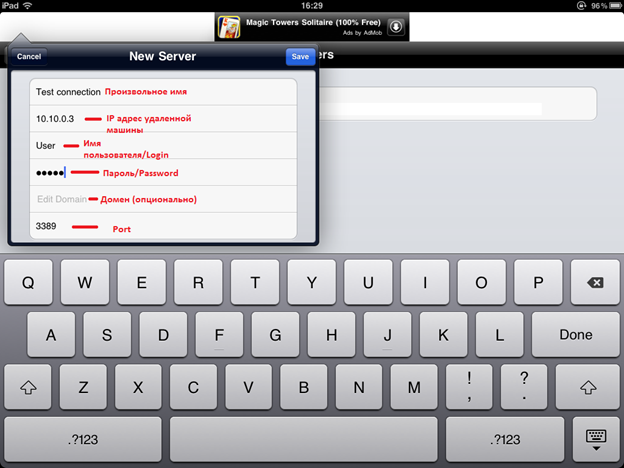 iPad 16:29 96%
Magic Towers Solitaire (100% Free)
Ads by AdMob
Cancel New Server Save
ers
Test connection Произвольное имя
10.10.0.3 IP адрес удаленной
машины
User Имя
пользователя/Login
●●●●● Пароль/Password
Edit Domain Домен (опционально)
3389 Port
Q W E R T Y U I O P
A S D F G H J K L Done
Z X C V B N M ! , ? .
.?123 .?123